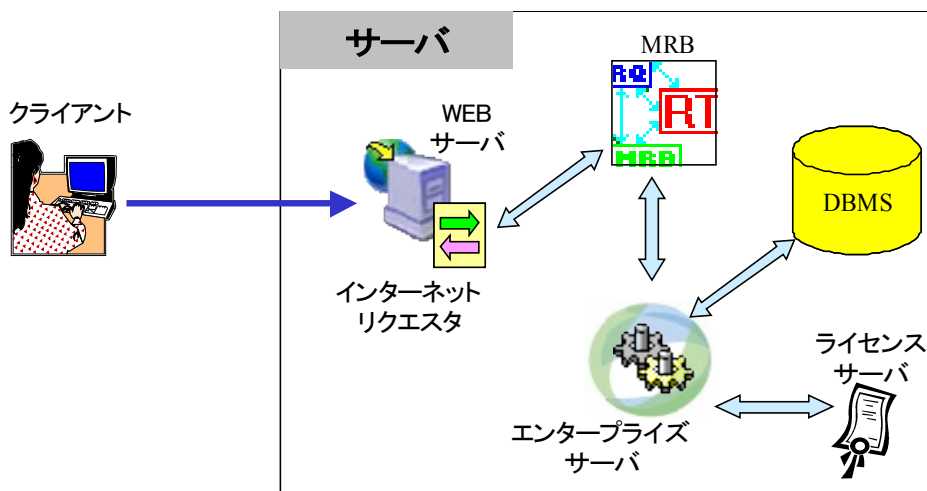 サーバ
MRB
RQ
RT
MRB
クライアント
WEB
サーバ
DBMS
インターネット
リクエスタ
ライセンス
サーバ
エンタープライズ
サーバ